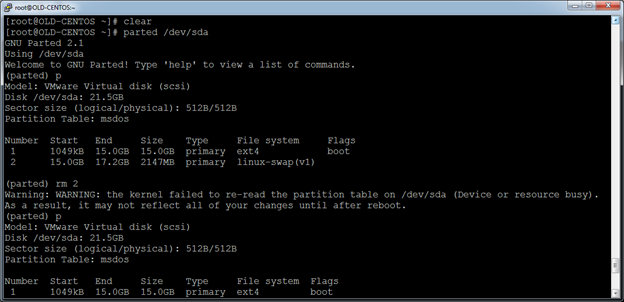 root@OLD-CENTOS:~
[root@OLD-CENTOS ~]# clear
[root@OLD-CENTOS ~]# parted /dev/sda
GNU Parted 2.1
Using /dev/sda
Welcome to GNU Parted! Type 'help' to view a list of commands.
(parted) p
Model: VMware Virtual disk (scsi)
Disk /dev/sda: 21.5GB
Sector size (logical/physical): 512B/512B
Partition Table: msdos
Number  Start   End     Size    Type     File system     Flags
 1      1049kB  15.0GB  15.0GB  primary  ext4            boot
 2      15.0GB  17.2GB  2147MB  primary  linux-swap(v1)
(parted) rm 2
Warning: WARNING: the kernel failed to re-read the partition table on /dev/sda (Device or resource busy).
As a result, it may not reflect all of your changes until after reboot.
(parted) p
Model: VMware Virtual disk (scsi)
Disk /dev/sda: 21.5GB
Sector size (logical/physical): 512B/512B
Partition Table: msdos
Number  Start   End     Size    Type     File system  Flags
 1      1049kB  15.0GB  15.0GB  primary  ext4         boot